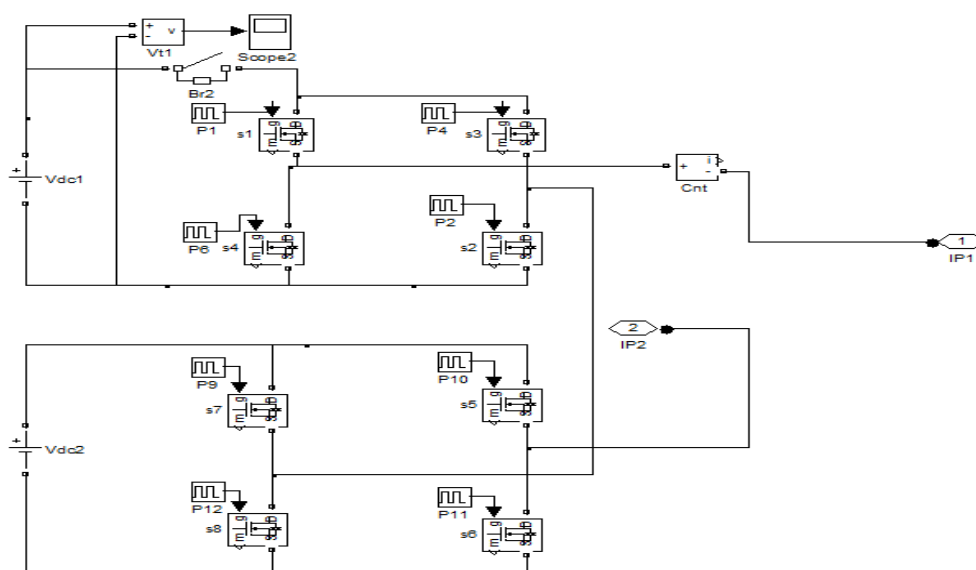 +
-
v
Vt1
Scope2
Br2
P1
s1
g
D
m
S
P4
s3
g
D
m
S
+
Vdc1
+
i
-
Cnt
P6
s4
g
D
m
S
P2
s2
g
D
m
S
1
IP1
2
IP2
P9
s7
g
D
m
S
P10
s5
g
D
m
S
+
Vdc2
P12
s8
g
D
m
S
P11
s6
g
D
m
S